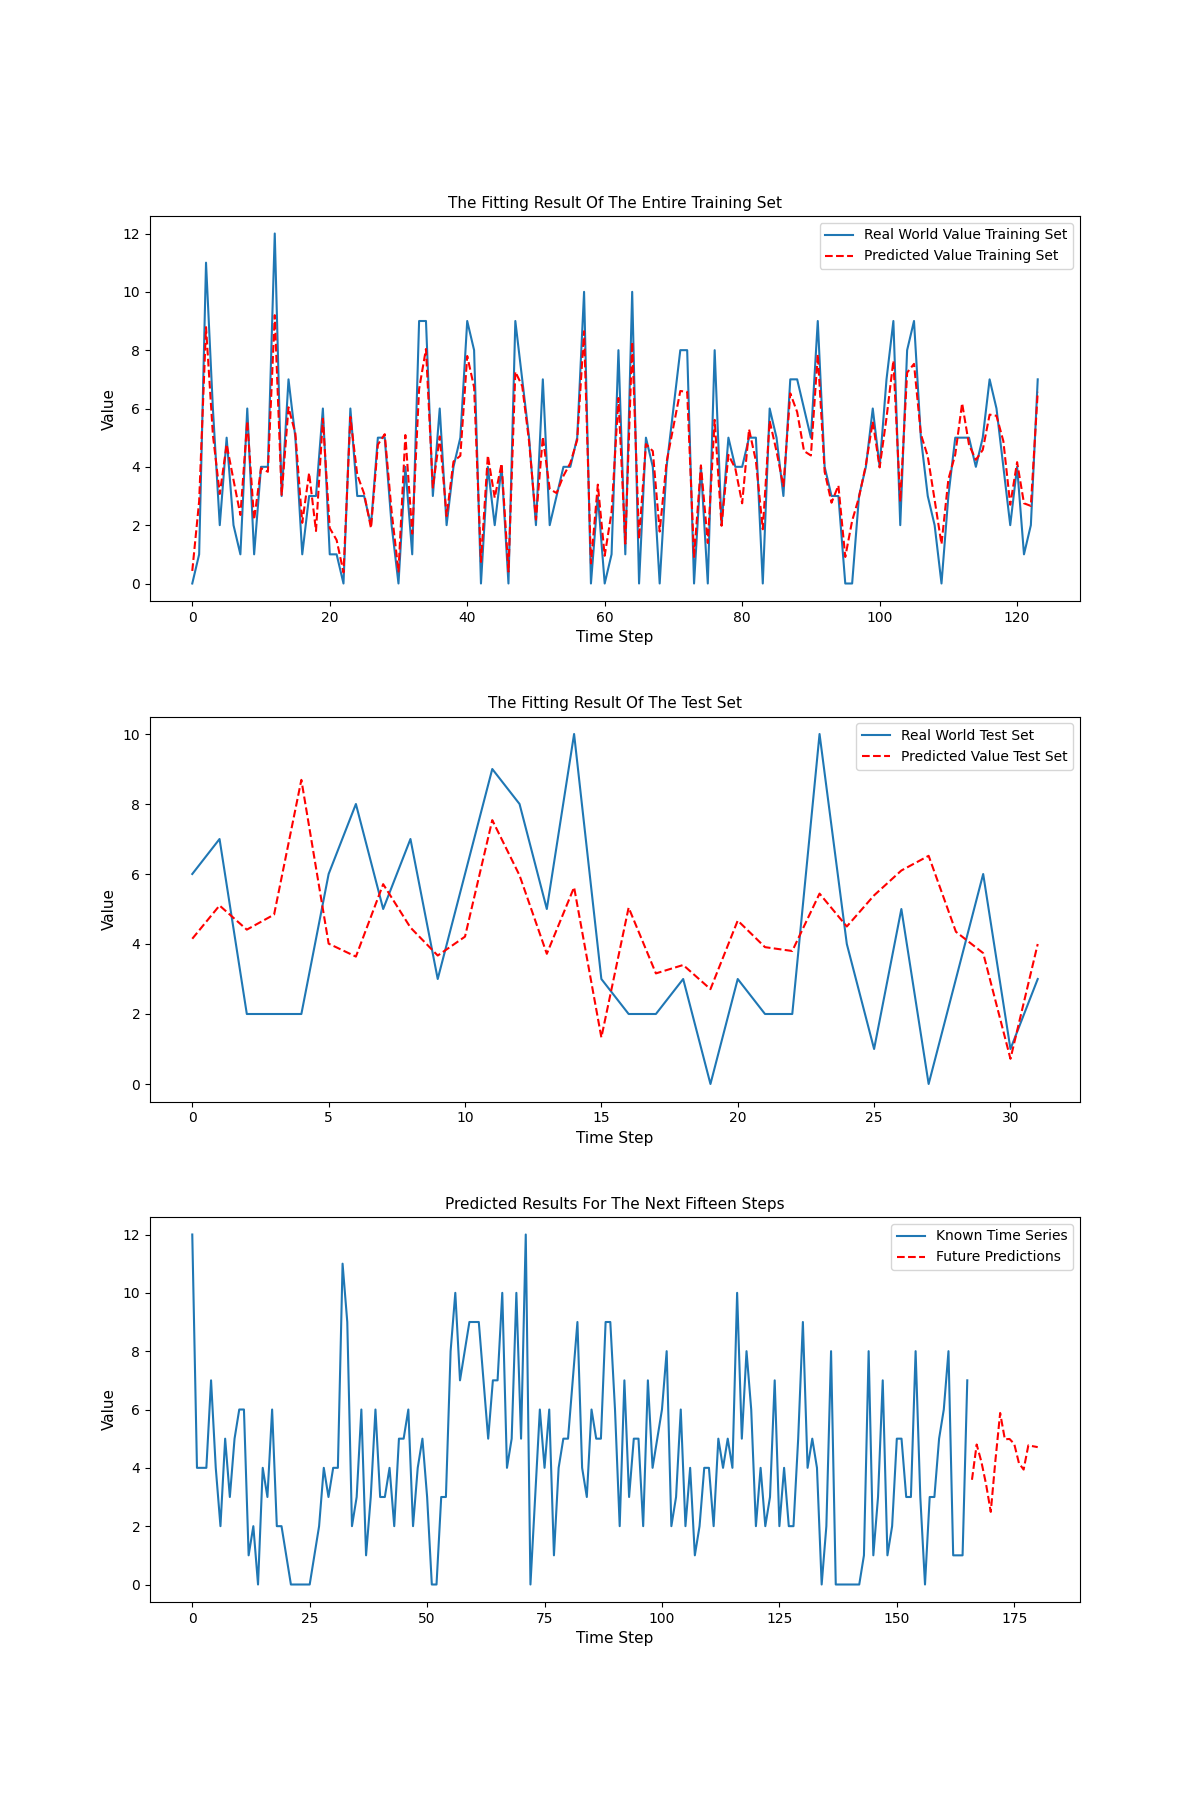 The Fitting Result Of The Entire Training Set
12
10
8
6
4
2
0
Value
Real World Value Training Set
Predicted Value Training Set
0 20 40 60 80 100 120
Time Step
The Fitting Result Of The Test Set
10
8
6
4
2
0
Value
Real World Test Set
Predicted Value Test Set
0 5 10 15 20 25 30
Time Step
Predicted Results For The Next Fifteen Steps
12
10
8
6
4
2
0
Value
Known Time Series
Future Predictions
0 25 50 75 100 125 150 175
Time Step